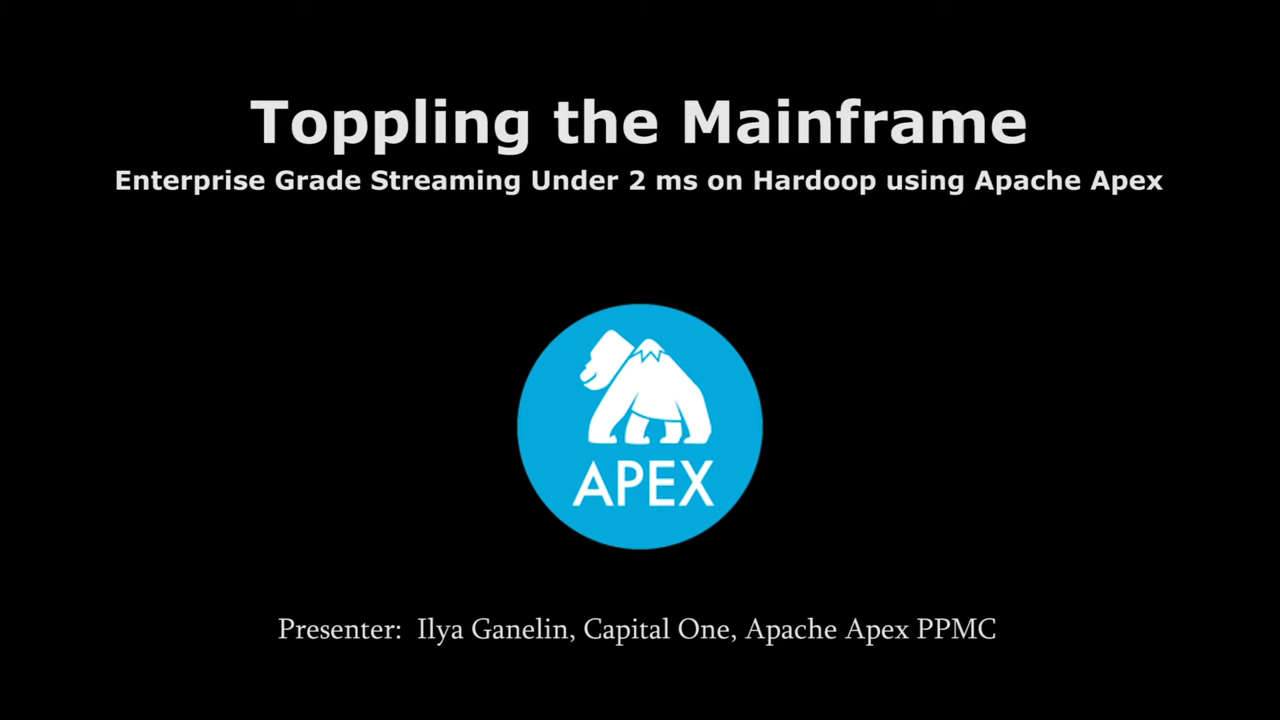 Toppling the Mainframe
Enterprise Grade Streaming Under 2 ms on Hardoop using Apache Apex
APEX
Presenter:  Ilya Ganelin, Capital One, Apache Apex PPMC